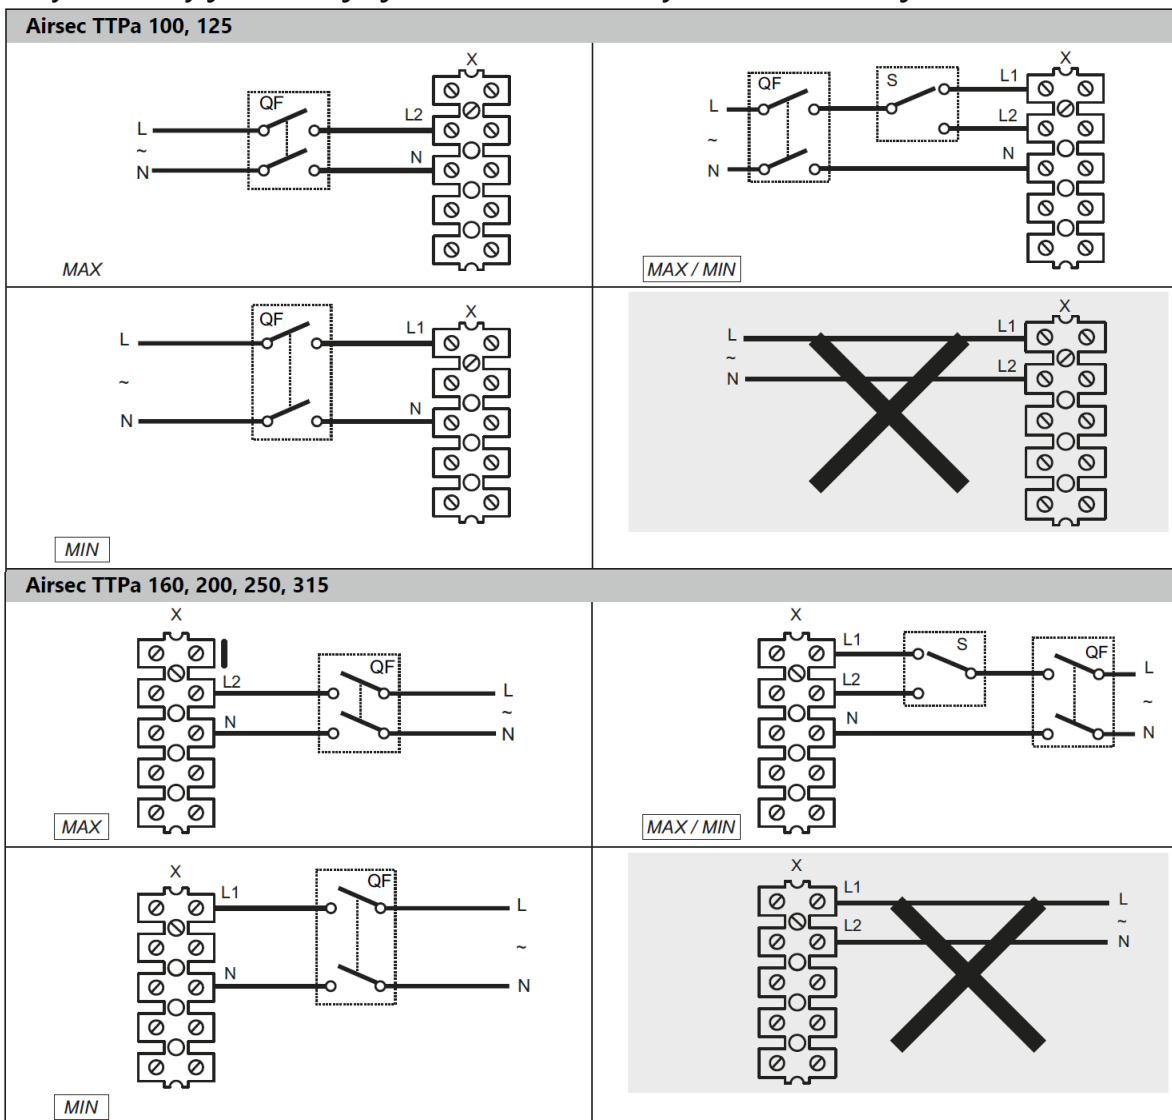 Airsec TTPa 100, 125
X
QF
L2
L
~
N
N
MAX
X
QF
S
L1
L
L2
~
N
N
MAX / MIN
X
QF
L1
L
~
N
N
MIN
X
L1
L
~
L2
N
Airsec TTPa 160, 200, 250, 315
X
QF
L2
L
~
N
N
MAX
X
L1
S
QF
L
L2
~
N
N
MAX / MIN
X
QF
L1
L
~
N
N
MIN
X
L1
L
~
L2
N